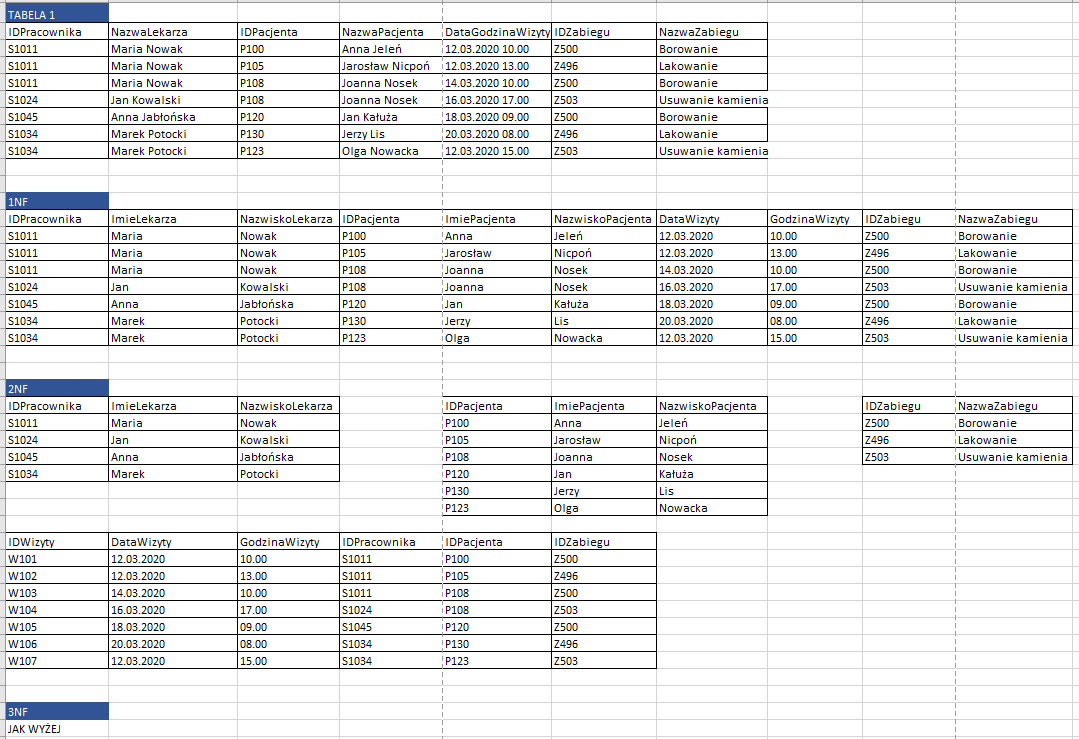 TABELA 1
IDPracownika NazwaLekarza IDPacjenta NazwaPacjenta DataGodzinaWizyty IDZabiegu NazwaZabiegu
S1011 Maria Nowak P100 Anna Jeleń 12.03.2020 10.00 Z500 Borowanie
S1011 Maria Nowak P105 Jarosław Nicpoń 12.03.2020 13.00 Z496 Lakowanie
S1011 Maria Nowak P108 Joanna Nosek 14.03.2020 10.00 Z500 Borowanie
S1024 Jan Kowalski P108 Joanna Nosek 16.03.2020 17.00 Z503 Usuwanie kamienia
S1045 Anna Jabłońska P120 Jan Kałuża 18.03.2020 09.00 Z500 Borowanie
S1034 Marek Potocki P130 Jerzy Lis 20.03.2020 08.00 Z496 Lakowanie
S1034 Marek Potocki P123 Olga Nowacka 12.03.2020 15.00 Z503 Usuwanie kamienia
1NF
IDPracownika ImieLekarza NazwiskoLekarza IDPacjenta ImiePacjenta NazwiskoPacjenta DataWizyty GodzinaWizyty IDZabiegu NazwaZabiegu
S1011 Maria Nowak P100 Anna Jeleń 12.03.2020 10.00 Z500 Borowanie
S1011 Maria Nowak P105 Jarosław Nicpoń 12.03.2020 13.00 Z496 Lakowanie
S1011 Maria Nowak P108 Joanna Nosek 14.03.2020 10.00 Z500 Borowanie
S1024 Jan Kowalski P108 Joanna Nosek 16.03.2020 17.00 Z503 Usuwanie kamienia
S1045 Anna Jabłońska P120 Jan Kałuża 18.03.2020 09.00 Z500 Borowanie
S1034 Marek Potocki P130 Jerzy Lis 20.03.2020 08.00 Z496 Lakowanie
S1034 Marek Potocki P123 Olga Nowacka 12.03.2020 15.00 Z503 Usuwanie kamienia
2NF
IDPracownika ImieLekarza NazwiskoLekarza IDPacjenta ImiePacjenta NazwiskoPacjenta IDZabiegu NazwaZabiegu
S1011 Maria Nowak P100 Anna Jeleń Z500 Borowanie
S1024 Jan Kowalski P105 Jarosław Nicpoń Z496 Lakowanie
S1045 Anna Jabłońska P108 Joanna Nosek Z503 Usuwanie kamienia
S1034 Marek Potocki P120 Jan Kałuża
P130 Jerzy Lis
P123 Olga Nowacka
IDWizyty DataWizyty GodzinaWizyty IDPracownika IDPacjenta IDZabiegu
W101 12.03.2020 10.00 S1011 P100 Z500
W102 12.03.2020 13.00 S1011 P105 Z496
W103 14.03.2020 10.00 S1011 P108 Z500
W104 16.03.2020 17.00 S1024 P108 Z503
W105 18.03.2020 09.00 S1045 P120 Z500
W106 20.03.2020 08.00 S1034 P130 Z496
W107 12.03.2020 15.00 S1034 P123 Z503
3NF
JAK WYŻEJ